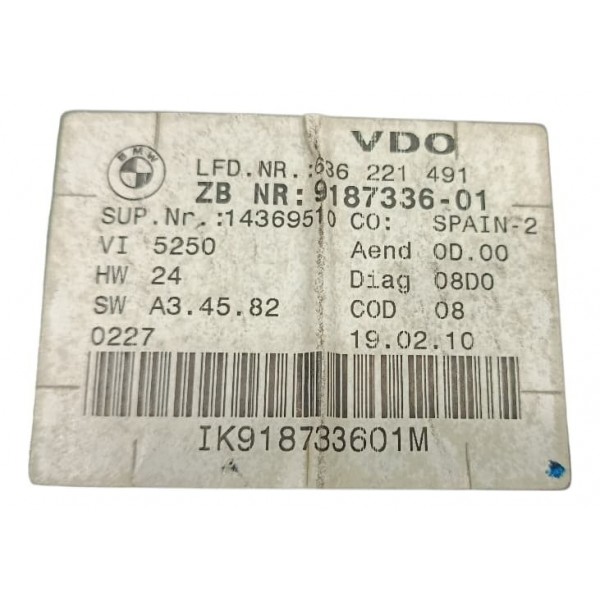 BMW
VDO
LFD.NR.:636 221 491
ZB NR:9187336-01
SUP.Nr.:14369510 CO: SPAIN-2
VI 5250 Aend 0D.00
HW 24 Diag 08D0
SW A3.45.82 COD 08
0227 19.02.10
IK918733601M